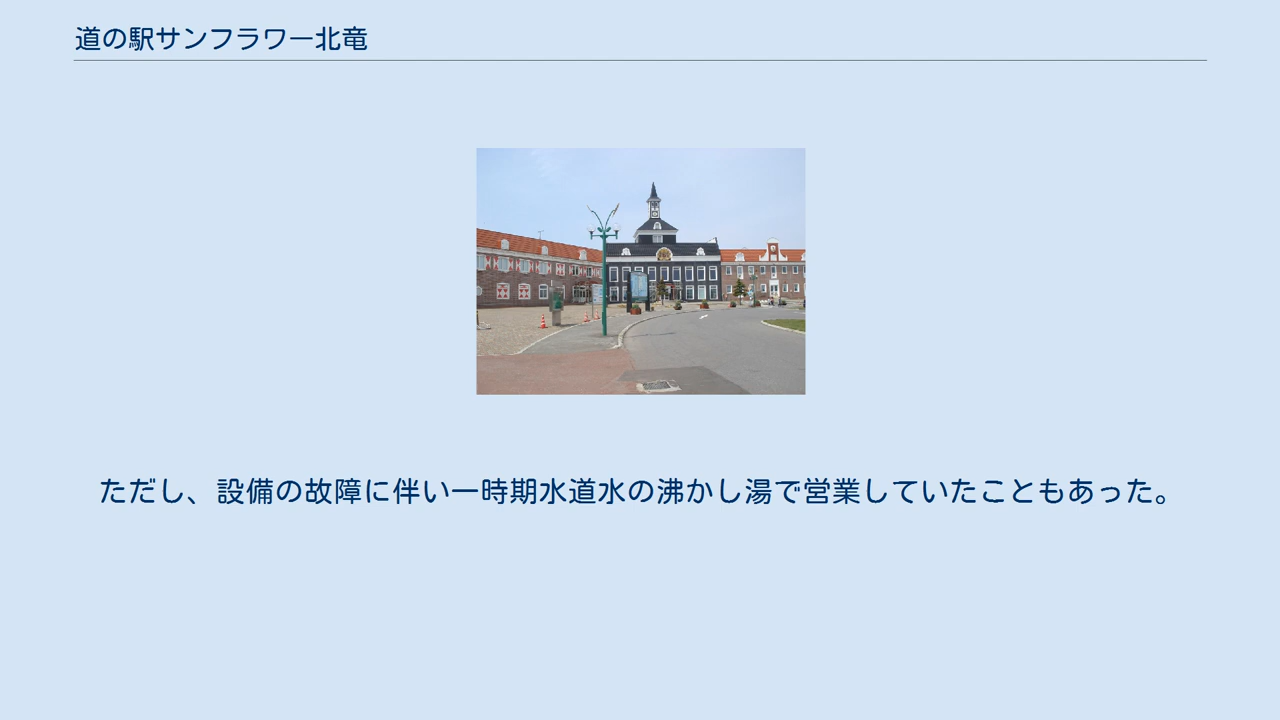 道の駅サンフラワー北竜
ただし、設備の故障に伴い一時期水道水の沸かし湯で営業していたこともあった。